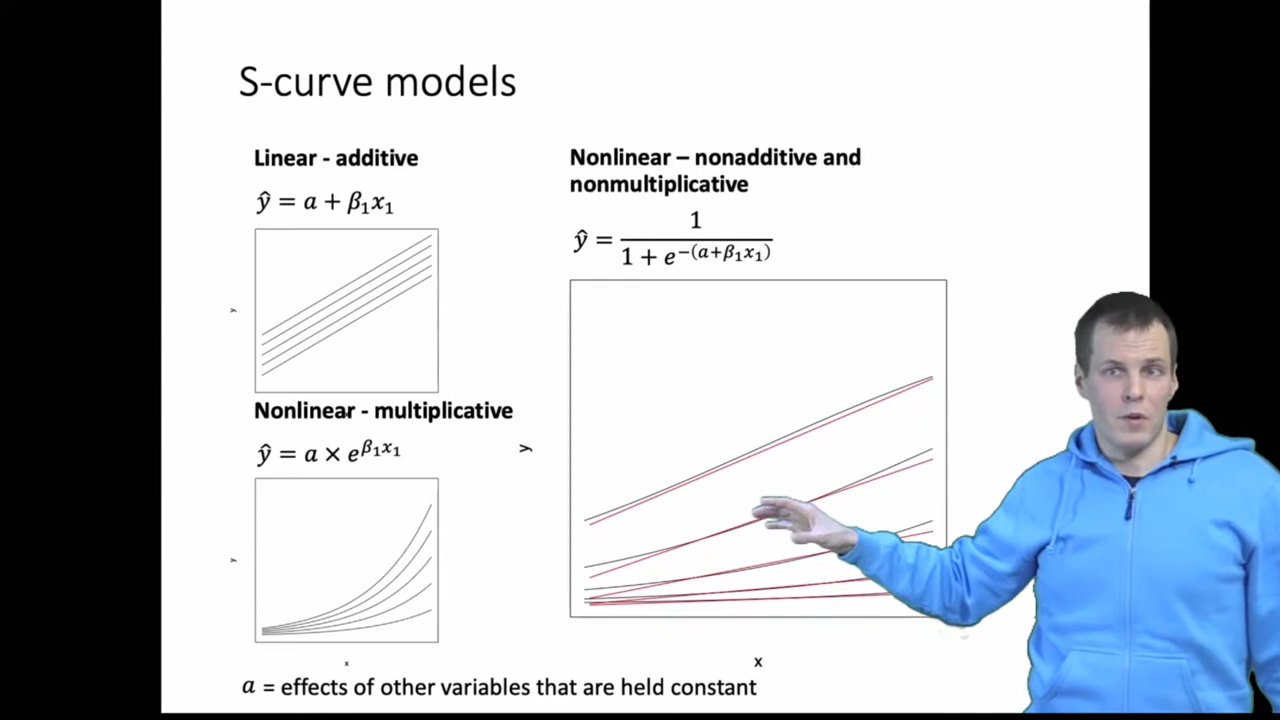 S-curve models
Linear - additive
ŷ = a + β₁x₁
y
Nonlinear - multiplicative
ŷ = a × e^β₁x₁
y
x
Nonlinear – nonadditive and
nonmultiplicative
ŷ = 1 / (1 + e^−(a+β₁x₁))
y
x
a = effects of other variables that are held constant